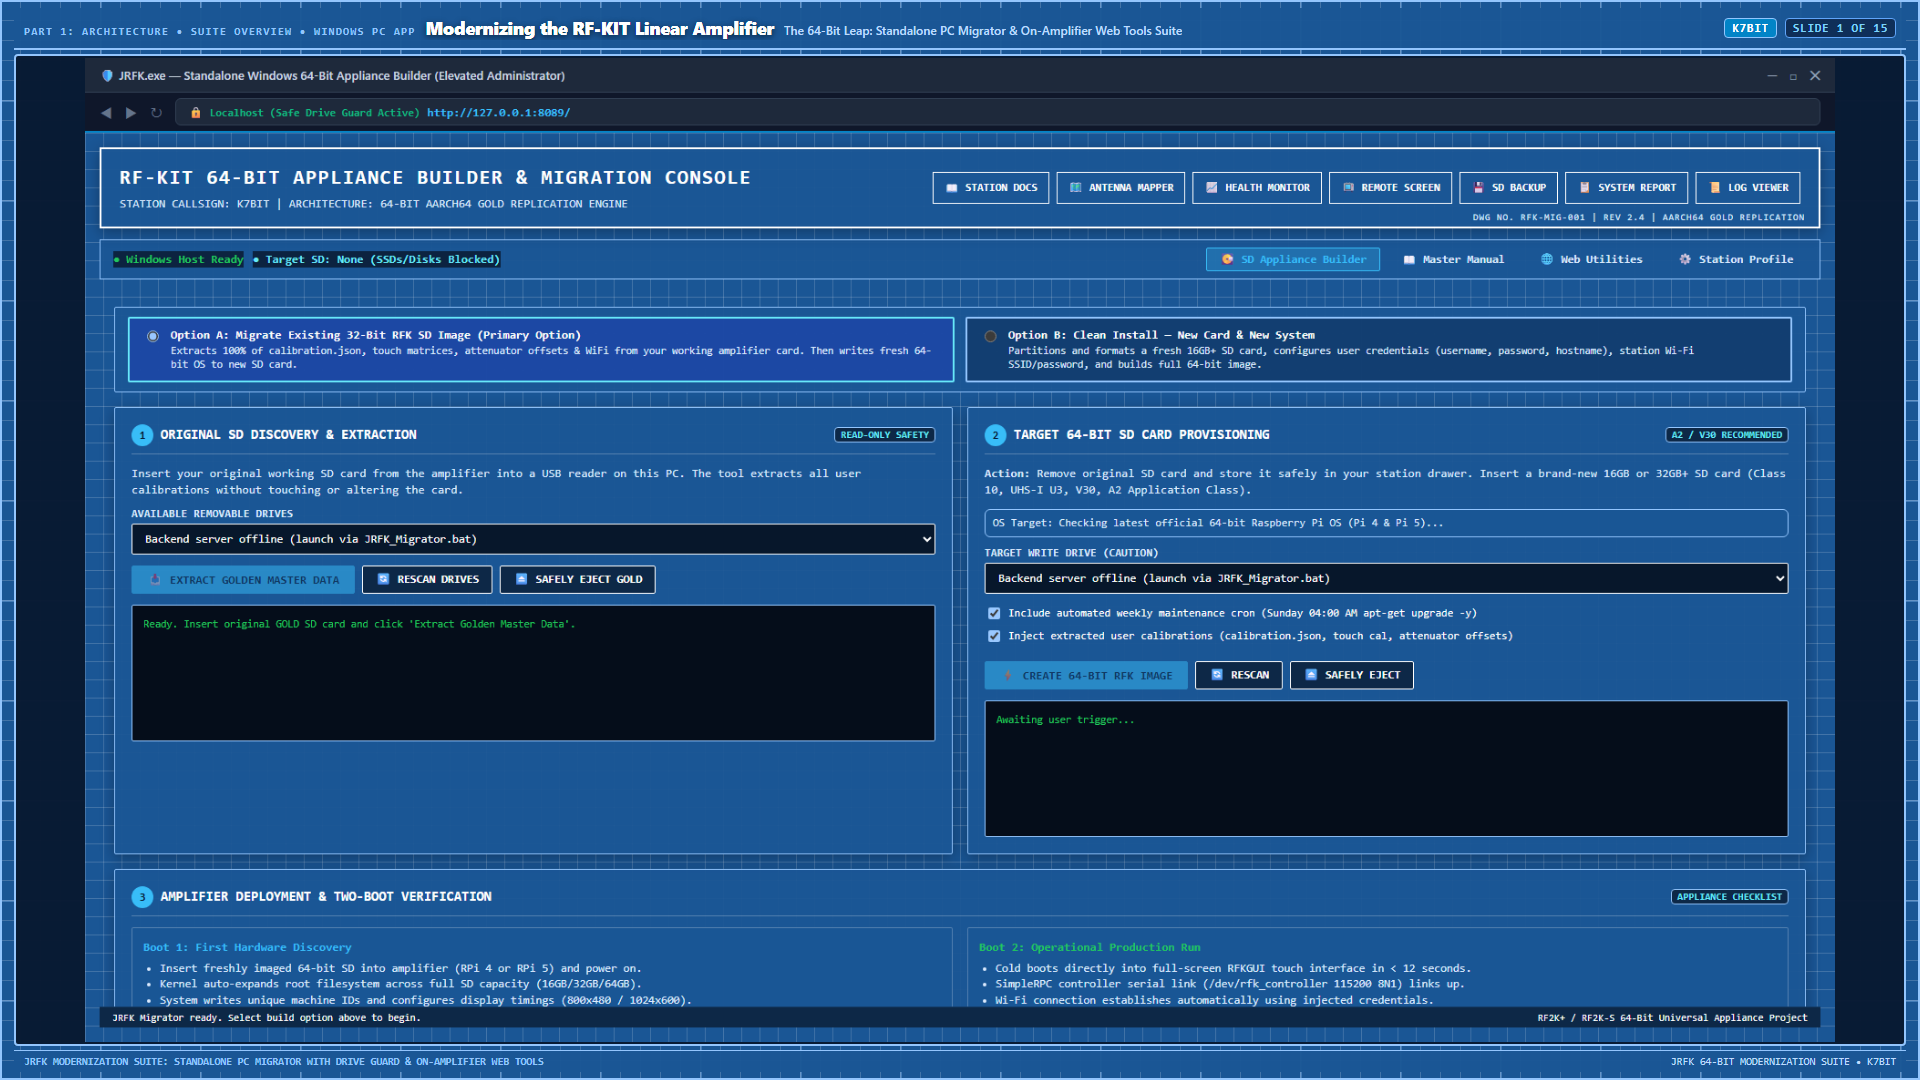 PART 1: ARCHITECTURE • SUITE OVERVIEW • WINDOWS PC APP
Modernizing the RF-KIT Linear Amplifier
The 64-Bit Leap: Standalone PC Migrator & On-Amplifier Web Tools Suite
K7BIT
SLIDE 1 OF 15
JRFK.exe — Standalone Windows 64-Bit Appliance Builder (Elevated Administrator)
Localhost (Safe Drive Guard Active) http://127.0.0.1:8089/
RF-KIT 64-BIT APPLIANCE BUILDER & MIGRATION CONSOLE
STATION CALLSIGN: K7BIT | ARCHITECTURE: 64-BIT AARCH64 GOLD REPLICATION ENGINE
STATION DOCS
ANTENNA MAPPER
HEALTH MONITOR
REMOTE SCREEN
SD BACKUP
SYSTEM REPORT
LOG VIEWER
DWG NO. RFK-MIG-001 | REV 2.4 | AARCH64 GOLD REPLICATION
● Windows Host Ready
● Target SD: None (SSDs/Disks Blocked)
SD Appliance Builder
Master Manual
Web Utilities
Station Profile
Option A: Migrate Existing 32-Bit RFK SD Image (Primary Option)
Extracts 100% of calibration.json, touch matrices, attenuator offsets & WiFi from your working amplifier card. Then writes fresh 64-
bit OS to new SD card.
Option B: Clean Install — New Card & New System
Partitions and formats a fresh 16GB+ SD card, configures user credentials (username, password, hostname), station Wi-Fi
SSID/password, and builds full 64-bit image.
1 ORIGINAL SD DISCOVERY & EXTRACTION
READ-ONLY SAFETY
Insert your original working SD card from the amplifier into a USB reader on this PC. The tool extracts all user
calibrations without touching or altering the card.
AVAILABLE REMOVABLE DRIVES
Backend server offline (launch via JRFK_Migrator.bat)
EXTRACT GOLDEN MASTER DATA
RESCAN DRIVES
SAFELY EJECT GOLD
Ready. Insert original GOLD SD card and click 'Extract Golden Master Data'.
2 TARGET 64-BIT SD CARD PROVISIONING
A2 / V30 RECOMMENDED
Action: Remove original SD card and store it safely in your station drawer. Insert a brand-new 16GB or 32GB+ SD card (Class
10, UHS-I U3, V30, A2 Application Class).
OS Target: Checking latest official 64-bit Raspberry Pi OS (Pi 4 & Pi 5)...
TARGET WRITE DRIVE (CAUTION)
Backend server offline (launch via JRFK_Migrator.bat)
Include automated weekly maintenance cron (Sunday 04:00 AM apt-get upgrade -y)
Inject extracted user calibrations (calibration.json, touch cal, attenuator offsets)
CREATE 64-BIT RFK IMAGE
RESCAN
SAFELY EJECT
Awaiting user trigger...
3 AMPLIFIER DEPLOYMENT & TWO-BOOT VERIFICATION
APPLIANCE CHECKLIST
Boot 1: First Hardware Discovery
• Insert freshly imaged 64-bit SD into amplifier (RPi 4 or RPi 5) and power on.
• Kernel auto-expands root filesystem across full SD capacity (16GB/32GB/64GB).
• System writes unique machine IDs and configures display timings (800x480 / 1024x600).
Boot 2: Operational Production Run
• Cold boots directly into full-screen RFKGUI touch interface in < 12 seconds.
• SimpleRPC controller serial link (/dev/rfk_controller 115200 8N1) links up.
• Wi-Fi connection establishes automatically using injected credentials.
JRFK Migrator ready. Select build option above to begin.
RF2K+ / RF2K-S 64-Bit Universal Appliance Project
JRFK MODERNIZATION SUITE: STANDALONE PC MIGRATOR WITH DRIVE GUARD & ON-AMPLIFIER WEB TOOLS
JRFK 64-BIT MODERNIZATION SUITE • K7BIT